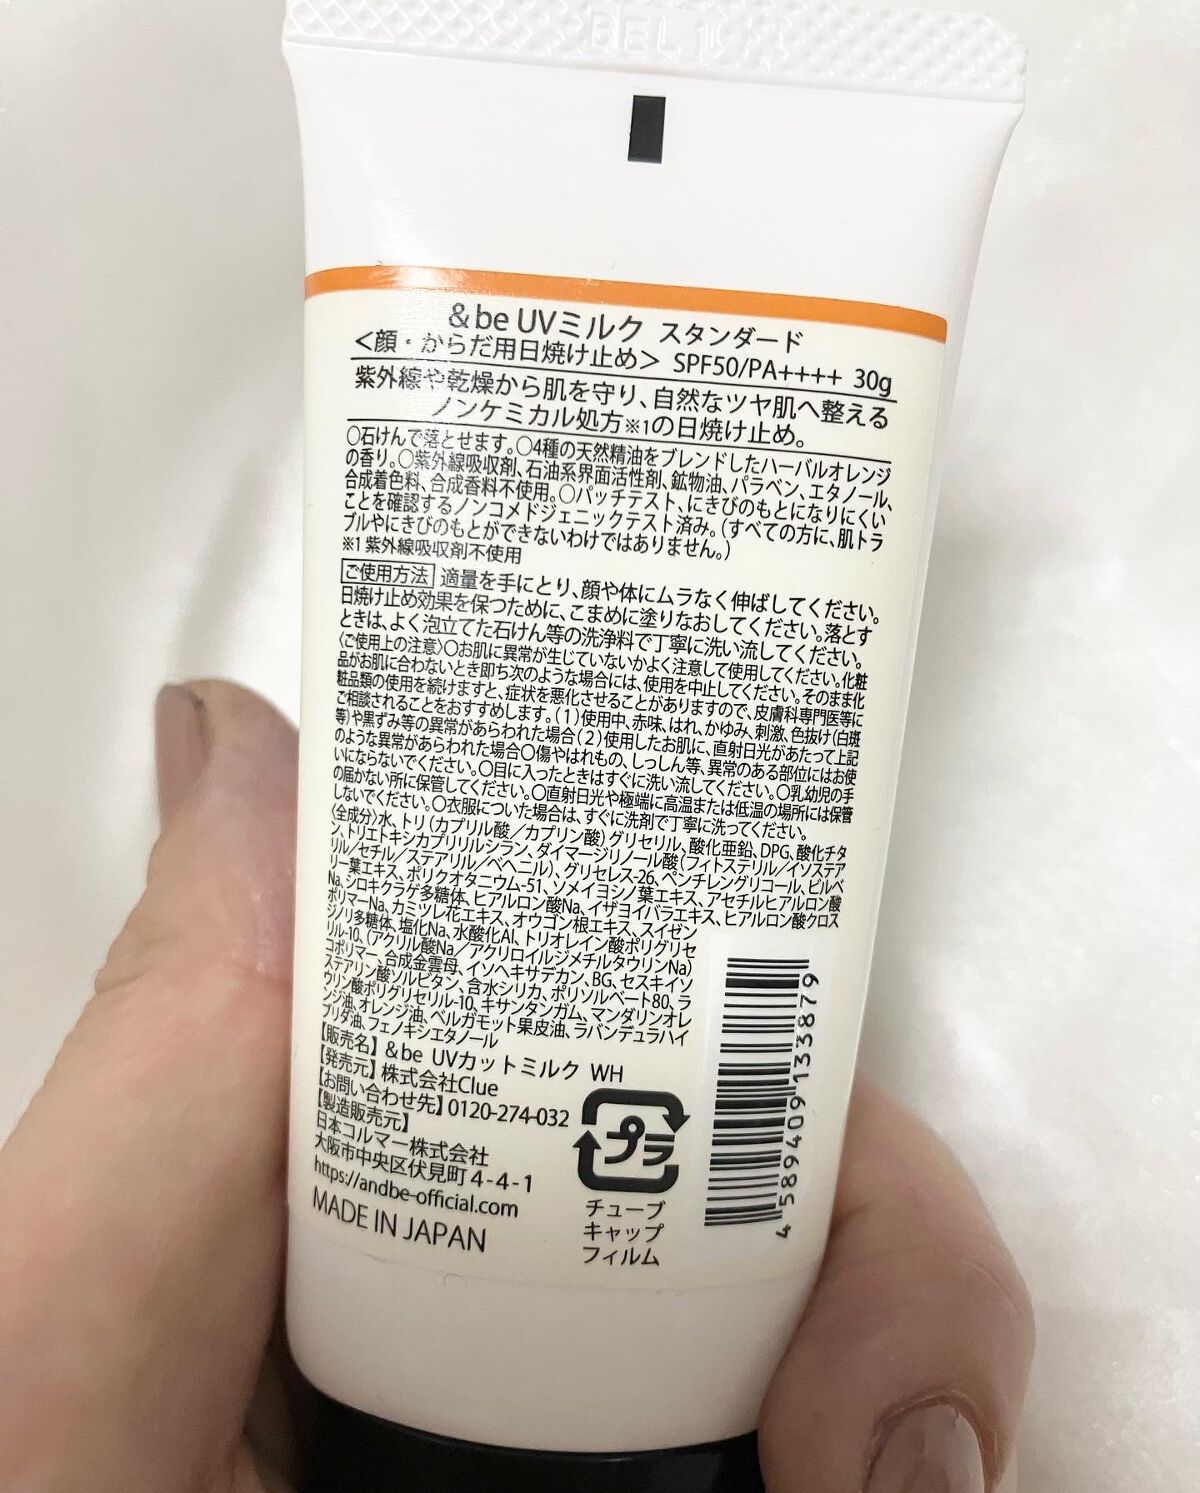 BEL 1
&be UVミルク スタンダード
<顔・からだ用日焼け止め> SPF50/PA++++ 30g
紫外線や乾燥から肌を守り、自然なツヤ肌へ整える
ノンケミカル処方※1の日焼け止め。
〇石けんで落とせます。〇4種の天然精油をブレンドしたハーバルオレンジ
の香り。〇紫外線吸収剤、石油系界面活性剤、鉱物油、パラベン、エタノール、
合成着色料、合成香料不使用。〇パッチテスト、にきびのもとになりにくい
ことを確認するノンコメドジェニックテスト済み。(すべての方に、肌トラ
ブルやにきびのもとができないわけではありません。)
※1 紫外線吸収剤不使用
ご使用方法 適量を手にとり、顔や体にムラなく伸ばしてください。
日焼け止め効果を保つために、こまめに塗りなおしてください。落とす
ときは、よく泡立てた石けん等の洗浄料で丁寧に洗い流してください。
〈ご使用上の注意〉〇お肌に異常が生じていないかよく注意して使用してください。化粧
品がお肌に合わないとき即ち次のような場合には、使用を中止してください。そのまま化
粧品類の使用を続けますと、症状を悪化させることがありますので、皮膚科専門医等に
ご相談されることをおすすめします。(1)使用中、赤味、はれ、かゆみ、刺激、色抜け(白斑
等)や黒ずみ等の異常があらわれた場合(2)使用したお肌に、直射日光があたって上記
のような異常があらわれた場合〇傷やはれもの、しっしん等、異常のある部位にはお使
いにならないでください。〇目に入ったときはすぐに洗い流してください。〇乳幼児の手
の届かない所に保管してください。〇直射日光や極端に高温または低温の場所には保管
しないでください。〇衣服についた場合は、すぐに洗剤で丁寧に洗ってください。
〈全成分〉水、トリ(カプリル酸/カプリン酸)グリセリル、酸化亜鉛、DPG、酸化チタ
ン、トリエトキシカプリリルシラン、ダイマージリノール酸(フィトステリル/イソステア
リル/セチル/ステアリル/ベヘニル)、グリセレス-26、ペンチレングリコール、ビルベ
リー葉エキス、ポリクオタニウム-51、ソメイヨシノ葉エキス、アセチルヒアルロン酸
Na、シロキクラゲ多糖体、ヒアルロン酸Na、イザヨイバラエキス、ヒアルロン酸クロス
ポリマーNa、カミツレ花エキス、オウゴン根エキス、スイゼン
ジノリ多糖体、塩化Na、水酸化Al、トリオレイン酸ポリグリセ
リル-10、(アクリル酸Na/アクリロイルジメチルタウリンNa)
コポリマー、合成金雲母、イソヘキサデカン、BG、セスキイソ
ステアリン酸ソルビタン、含水シリカ、ポリソルベート80、ラ
ウリン酸ポリグリセリル-10、キサンタンガム、マンダリンオレ
ンジ油、オレンジ油、ベルガモット果皮油、ラバンデュラハイ
ブリダ油、フェノキシエタノール
【販売名】 &be UVカットミルク WH
【発売元】 株式会社Clue
【お問い合わせ先】0120-274-032
【製造販売元】
日本コルマー株式会社
大阪市中央区伏見町 4-4-1
https://andbe-official.com
MADE IN JAPAN
プラ
チューブ
キャップ
フィルム
4589409133879